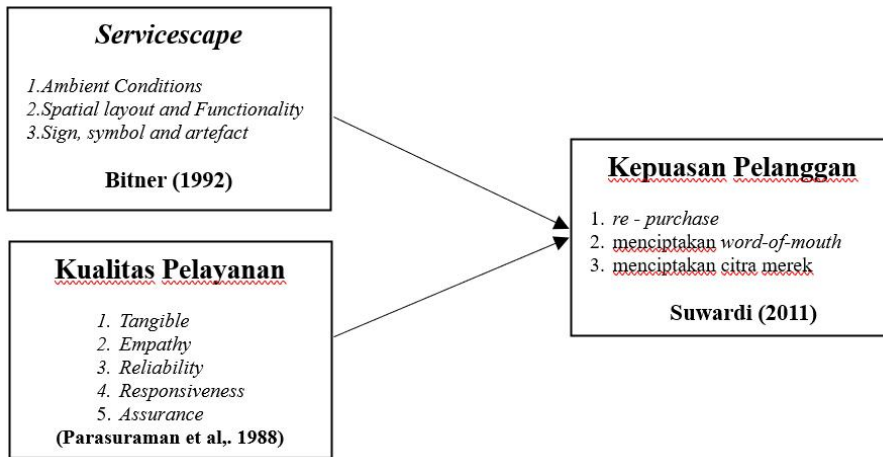 Servicescape
1.Ambient Conditions
2.Spatial layout and Functionality
3.Sign, symbol and artefact
Bitner (1992)
Kualitas Pelayanan
1. Tangible
2. Empathy
3. Reliability
4. Responsiveness
5. Assurance
(Parasuraman et al,. 1988)
Kepuasan Pelanggan
1. re - purchase
2. menciptakan word-of-mouth
3. menciptakan citra merek
Suwardi (2011)